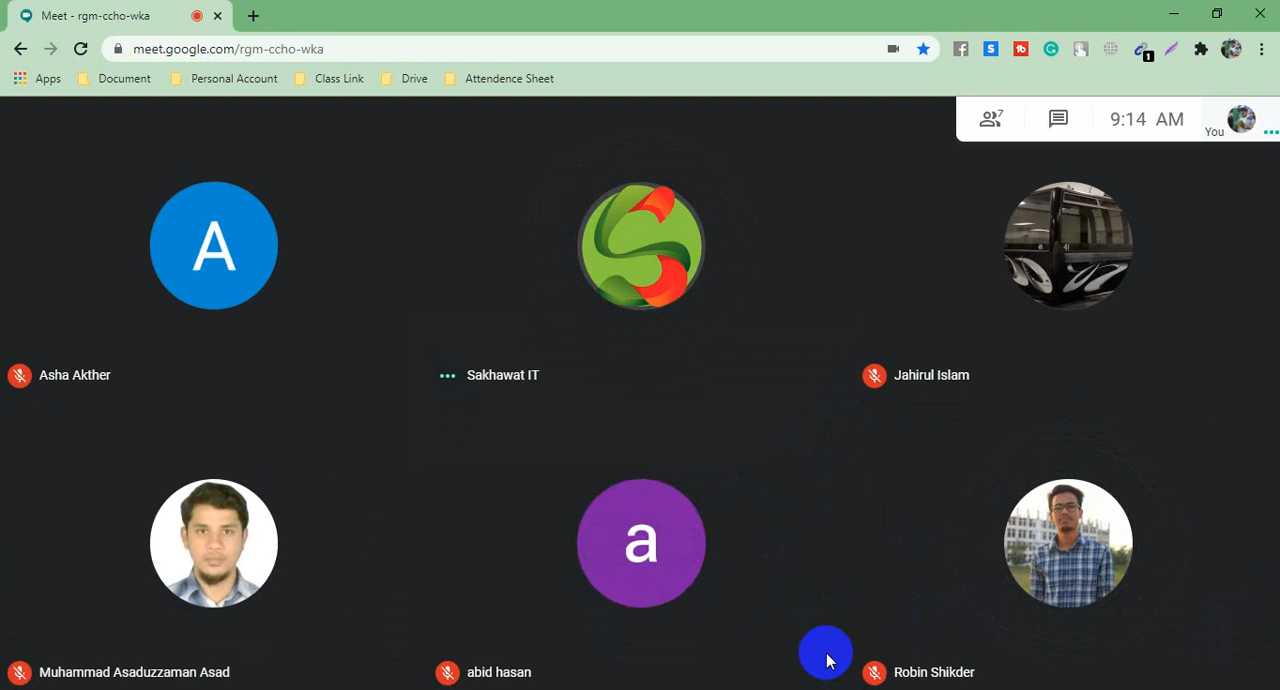 Meet - rgm-ccho-wka
meet.google.com/rgm-ccho-wka
Apps Document Personal Account Class Link Drive Attendence Sheet
7 9:14 AM You
A S
Asha Akther Sakhawat IT Jahirul Islam
a
Muhammad Asaduzzaman Asad abid hasan Robin Shikder